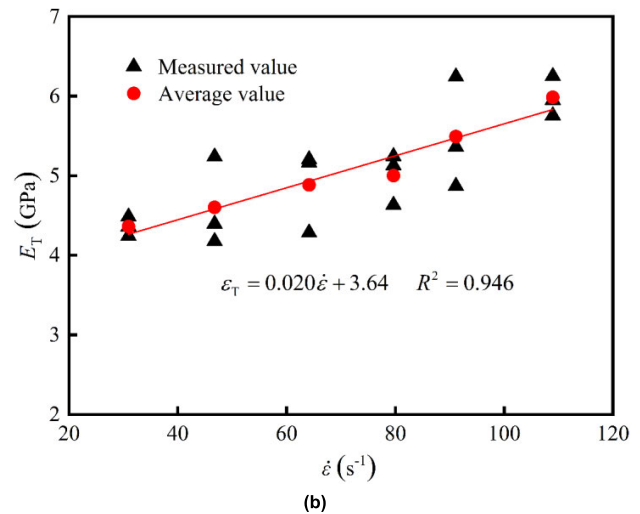 7
6
5
4
3
2
E_T (GPa)
Measured value
Average value
ε_T = 0.020ε̇ + 3.64 R² = 0.946
20 40 60 80 100 120
ε̇ (s⁻¹)
(b)